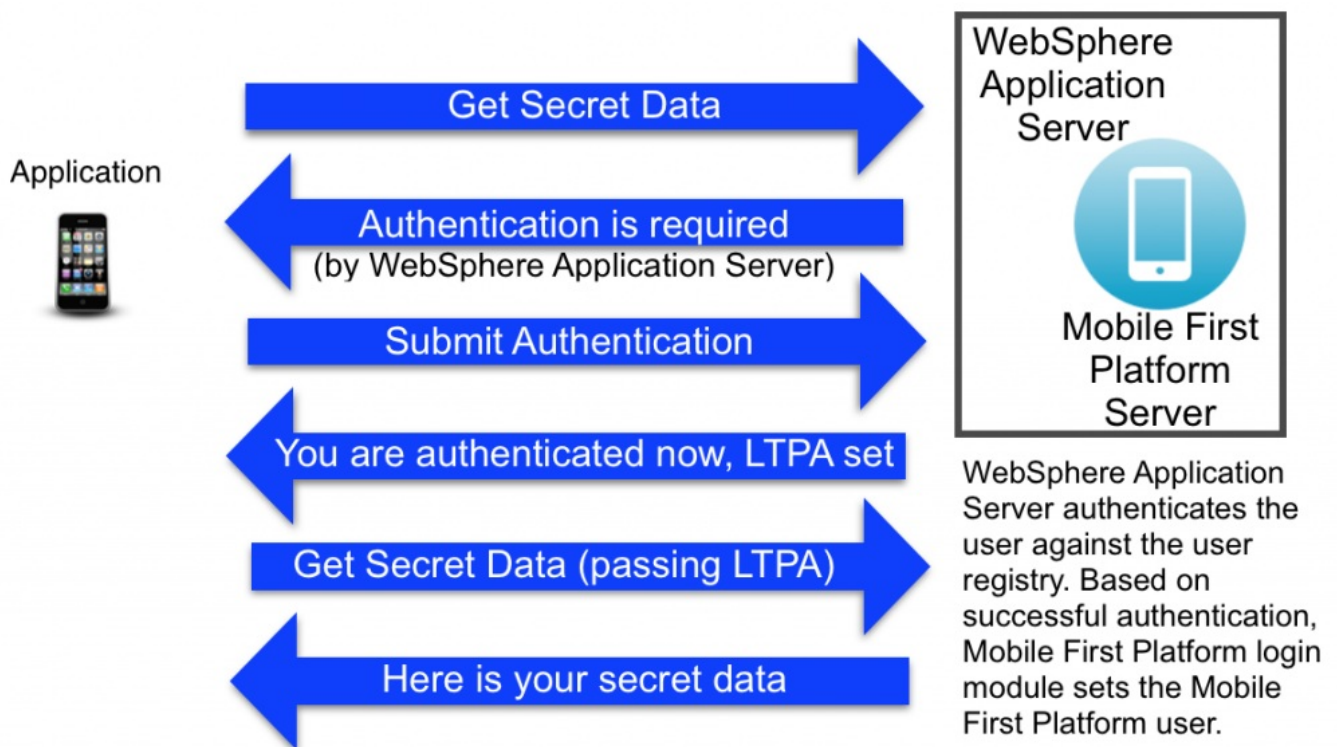 Application
Get Secret Data
Authentication is required
(by WebSphere Application Server)
Submit Authentication
You are authenticated now, LTPA set
Get Secret Data (passing LTPA)
Here is your secret data
WebSphere
Application
Server
Mobile First
Platform
Server
WebSphere Application
Server authenticates the
user against the user
registry. Based on
successful authentication,
Mobile First Platform login
module sets the Mobile
First Platform user.